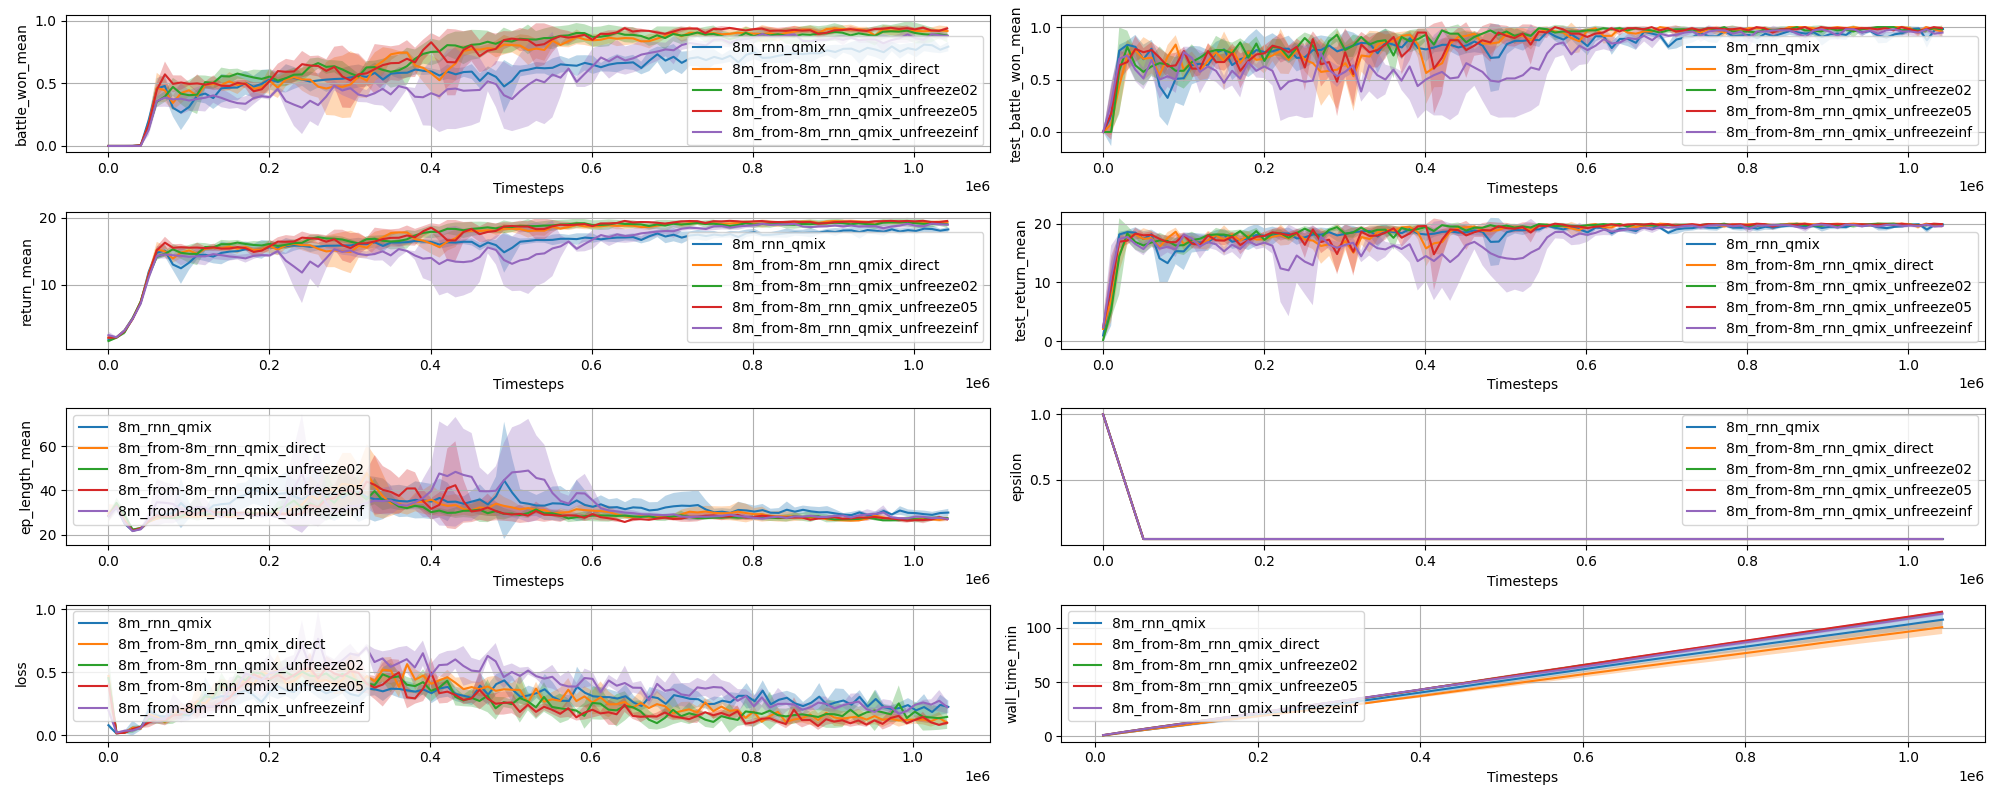 battle_won_mean
1.0
0.5
0.0
8m_rnn_qmix
8m_from-8m_rnn_qmix_direct
8m_from-8m_rnn_qmix_unfreeze02
8m_from-8m_rnn_qmix_unfreeze05
8m_from-8m_rnn_qmix_unfreezeinf
0.0 0.2 0.4 0.6 0.8 1.0
1e6
Timesteps
test_battle_won_mean
1.0
0.5
0.0
8m_rnn_qmix
8m_from-8m_rnn_qmix_direct
8m_from-8m_rnn_qmix_unfreeze02
8m_from-8m_rnn_qmix_unfreeze05
8m_from-8m_rnn_qmix_unfreezeinf
0.0 0.2 0.4 0.6 0.8 1.0
1e6
Timesteps
return_mean
20
10
8m_rnn_qmix
8m_from-8m_rnn_qmix_direct
8m_from-8m_rnn_qmix_unfreeze02
8m_from-8m_rnn_qmix_unfreeze05
8m_from-8m_rnn_qmix_unfreezeinf
0.0 0.2 0.4 0.6 0.8 1.0
1e6
Timesteps
test_return_mean
20
10
0
8m_rnn_qmix
8m_from-8m_rnn_qmix_direct
8m_from-8m_rnn_qmix_unfreeze02
8m_from-8m_rnn_qmix_unfreeze05
8m_from-8m_rnn_qmix_unfreezeinf
0.0 0.2 0.4 0.6 0.8 1.0
1e6
Timesteps
ep_length_mean
60
40
20
8m_rnn_qmix
8m_from-8m_rnn_qmix_direct
8m_from-8m_rnn_qmix_unfreeze02
8m_from-8m_rnn_qmix_unfreeze05
8m_from-8m_rnn_qmix_unfreezeinf
0.0 0.2 0.4 0.6 0.8 1.0
1e6
Timesteps
epsilon
1.0
0.5
8m_rnn_qmix
8m_from-8m_rnn_qmix_direct
8m_from-8m_rnn_qmix_unfreeze02
8m_from-8m_rnn_qmix_unfreeze05
8m_from-8m_rnn_qmix_unfreezeinf
0.0 0.2 0.4 0.6 0.8 1.0
1e6
Timesteps
loss
1.0
0.5
0.0
8m_rnn_qmix
8m_from-8m_rnn_qmix_direct
8m_from-8m_rnn_qmix_unfreeze02
8m_from-8m_rnn_qmix_unfreeze05
8m_from-8m_rnn_qmix_unfreezeinf
0.0 0.2 0.4 0.6 0.8 1.0
1e6
Timesteps
wall_time_min
100
50
0
8m_rnn_qmix
8m_from-8m_rnn_qmix_direct
8m_from-8m_rnn_qmix_unfreeze02
8m_from-8m_rnn_qmix_unfreeze05
8m_from-8m_rnn_qmix_unfreezeinf
0.0 0.2 0.4 0.6 0.8 1.0
1e6
Timesteps